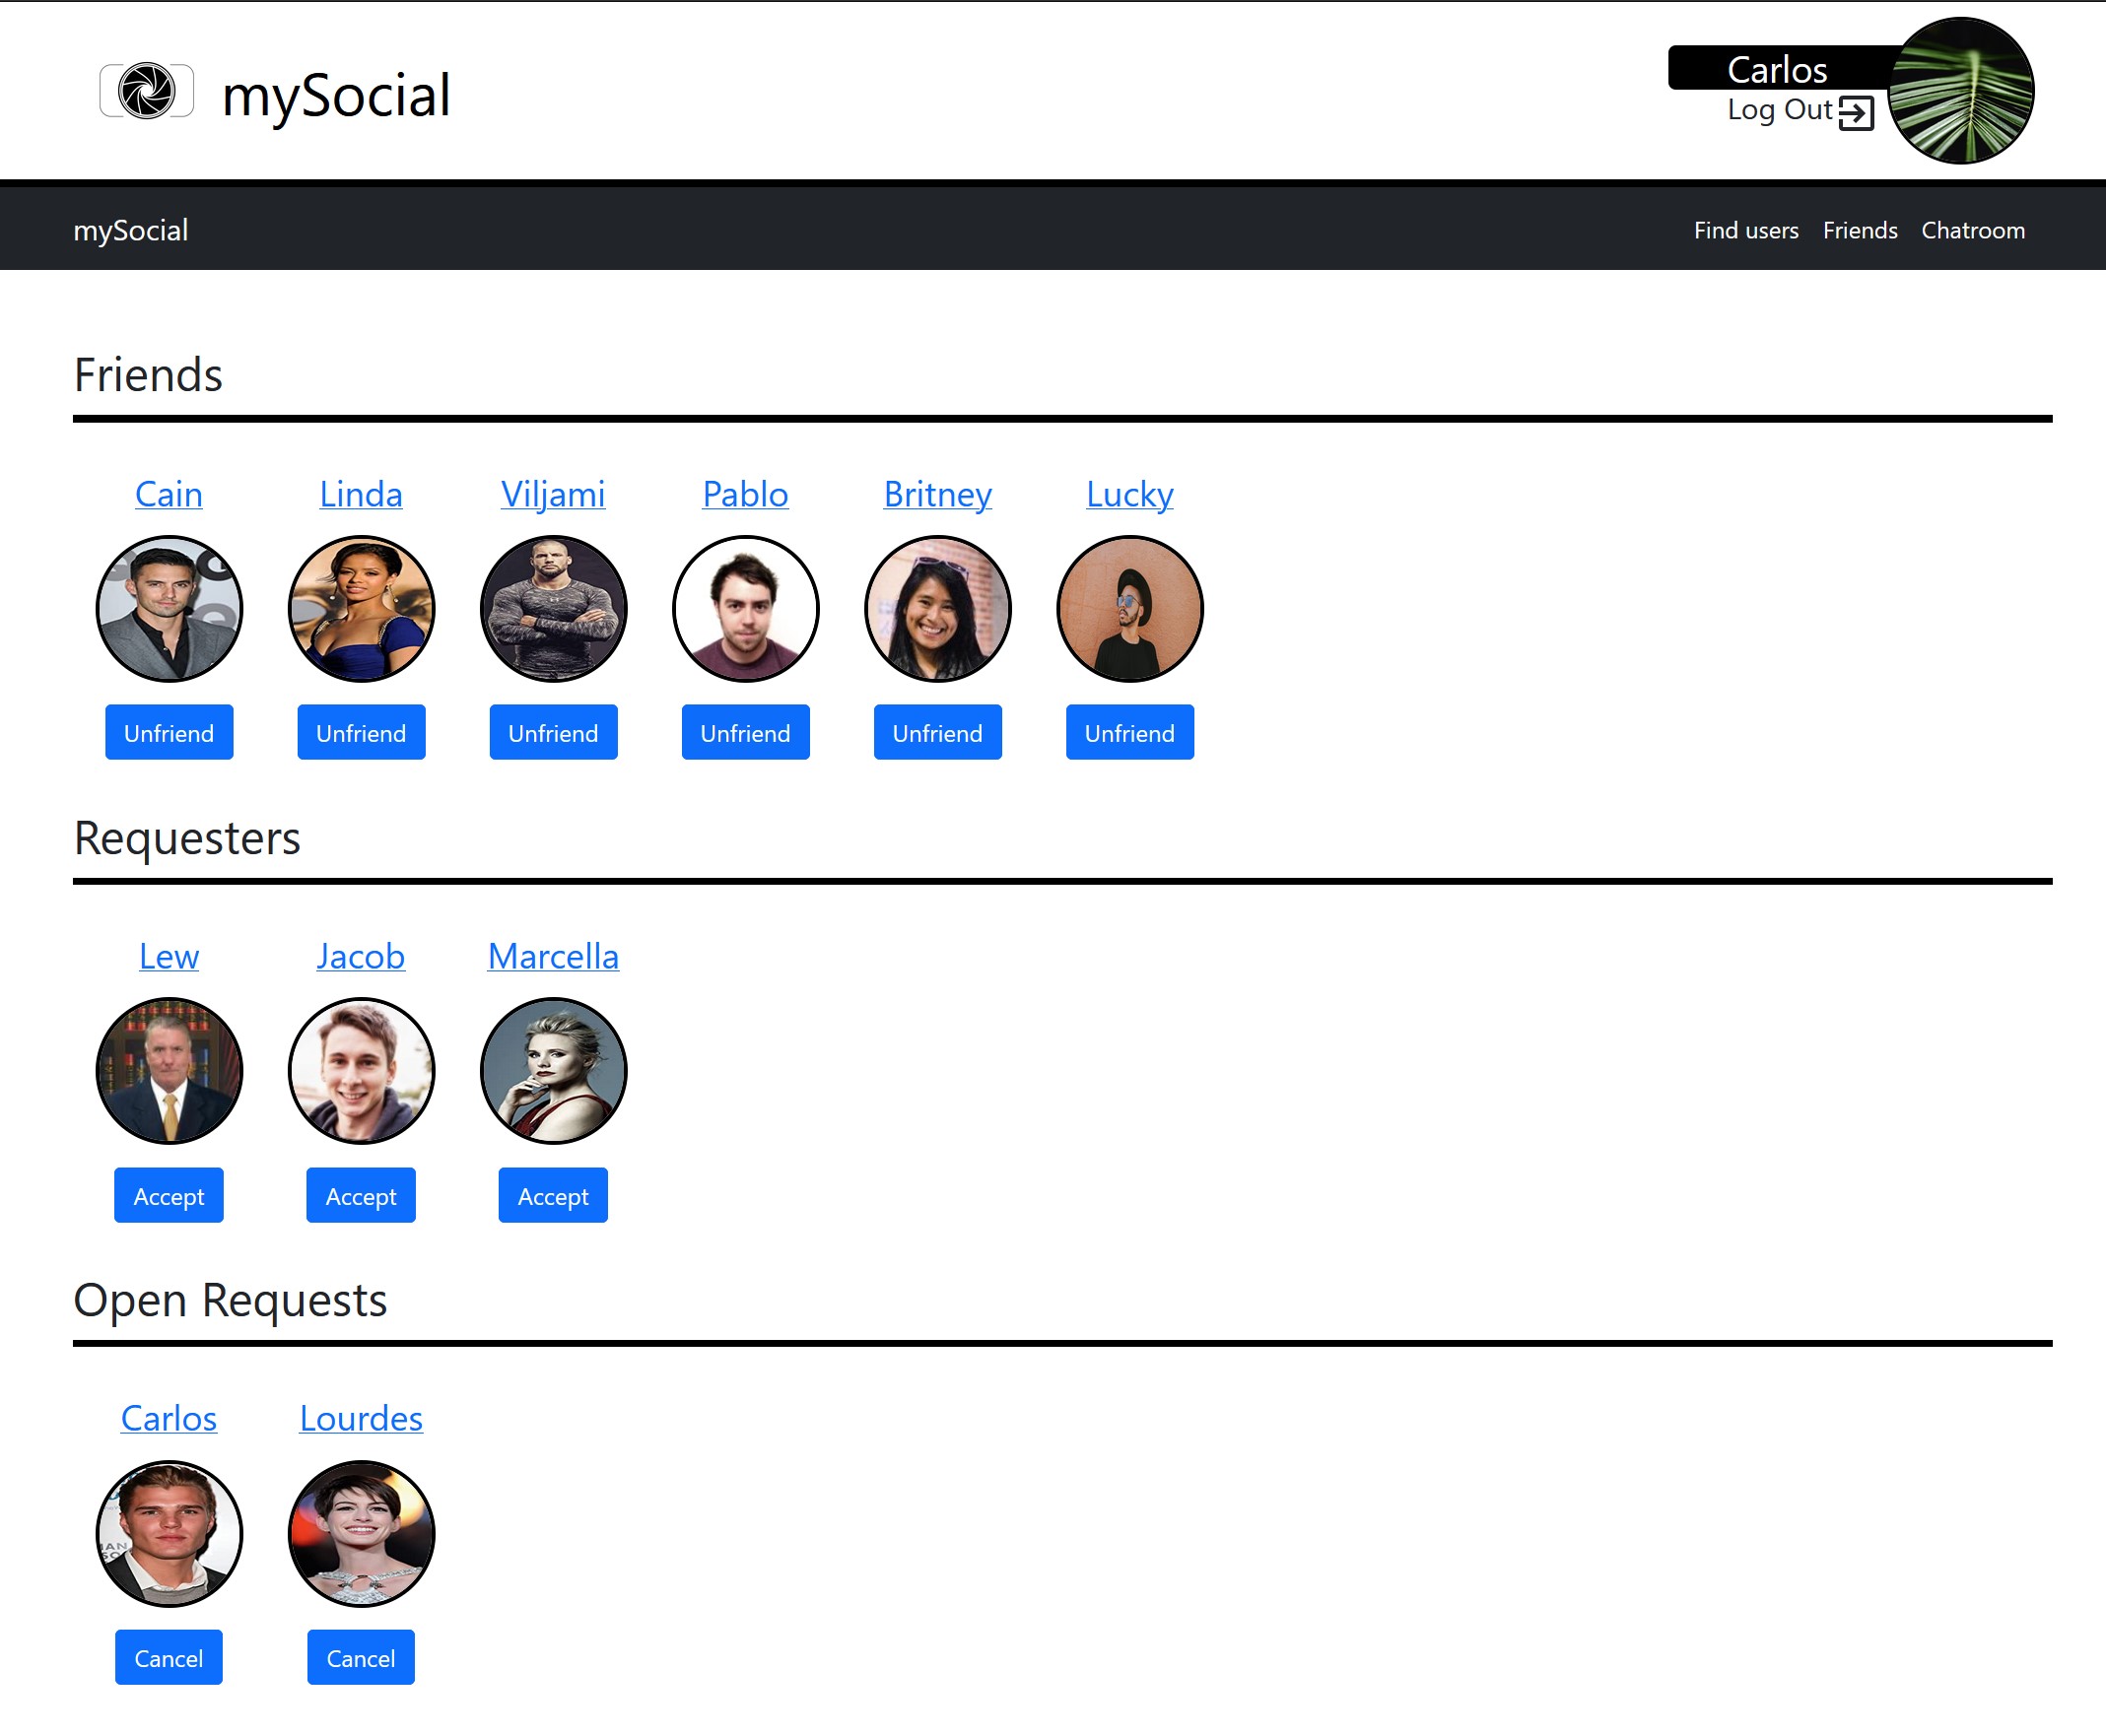 mySocial
Carlos
Log Out
mySocial
Find users Friends Chatroom
Friends
Cain Linda Viljami Pablo Britney Lucky
Unfriend Unfriend Unfriend Unfriend Unfriend Unfriend
Requesters
Lew Jacob Marcella
Accept Accept Accept
Open Requests
Carlos Lourdes
Cancel Cancel